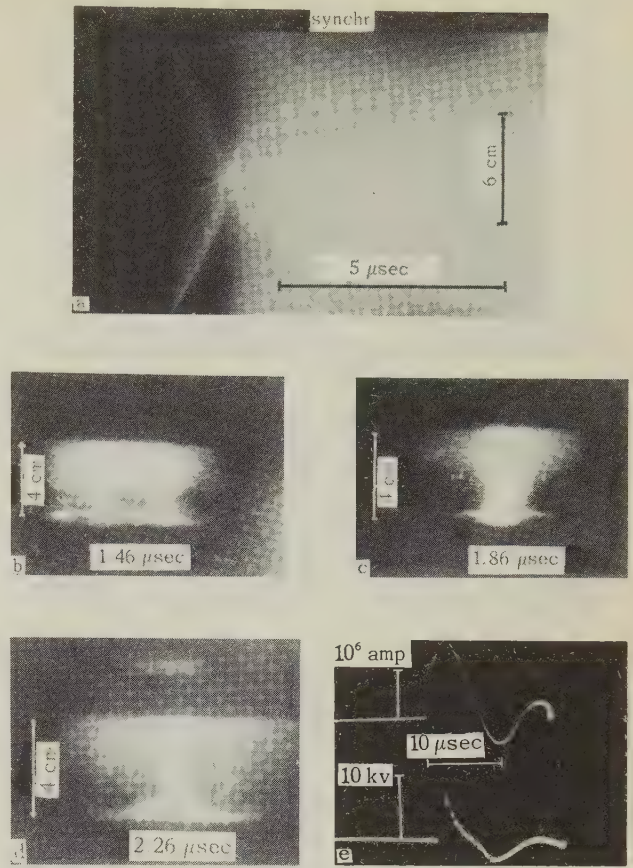 synchr
6 cm
5 μsec
a
4 cm
1 46 μsec
b
1.86 μsec
c
4 cm
2 26 μsec
d
10⁶ amp
10 μsec
10 kv
e